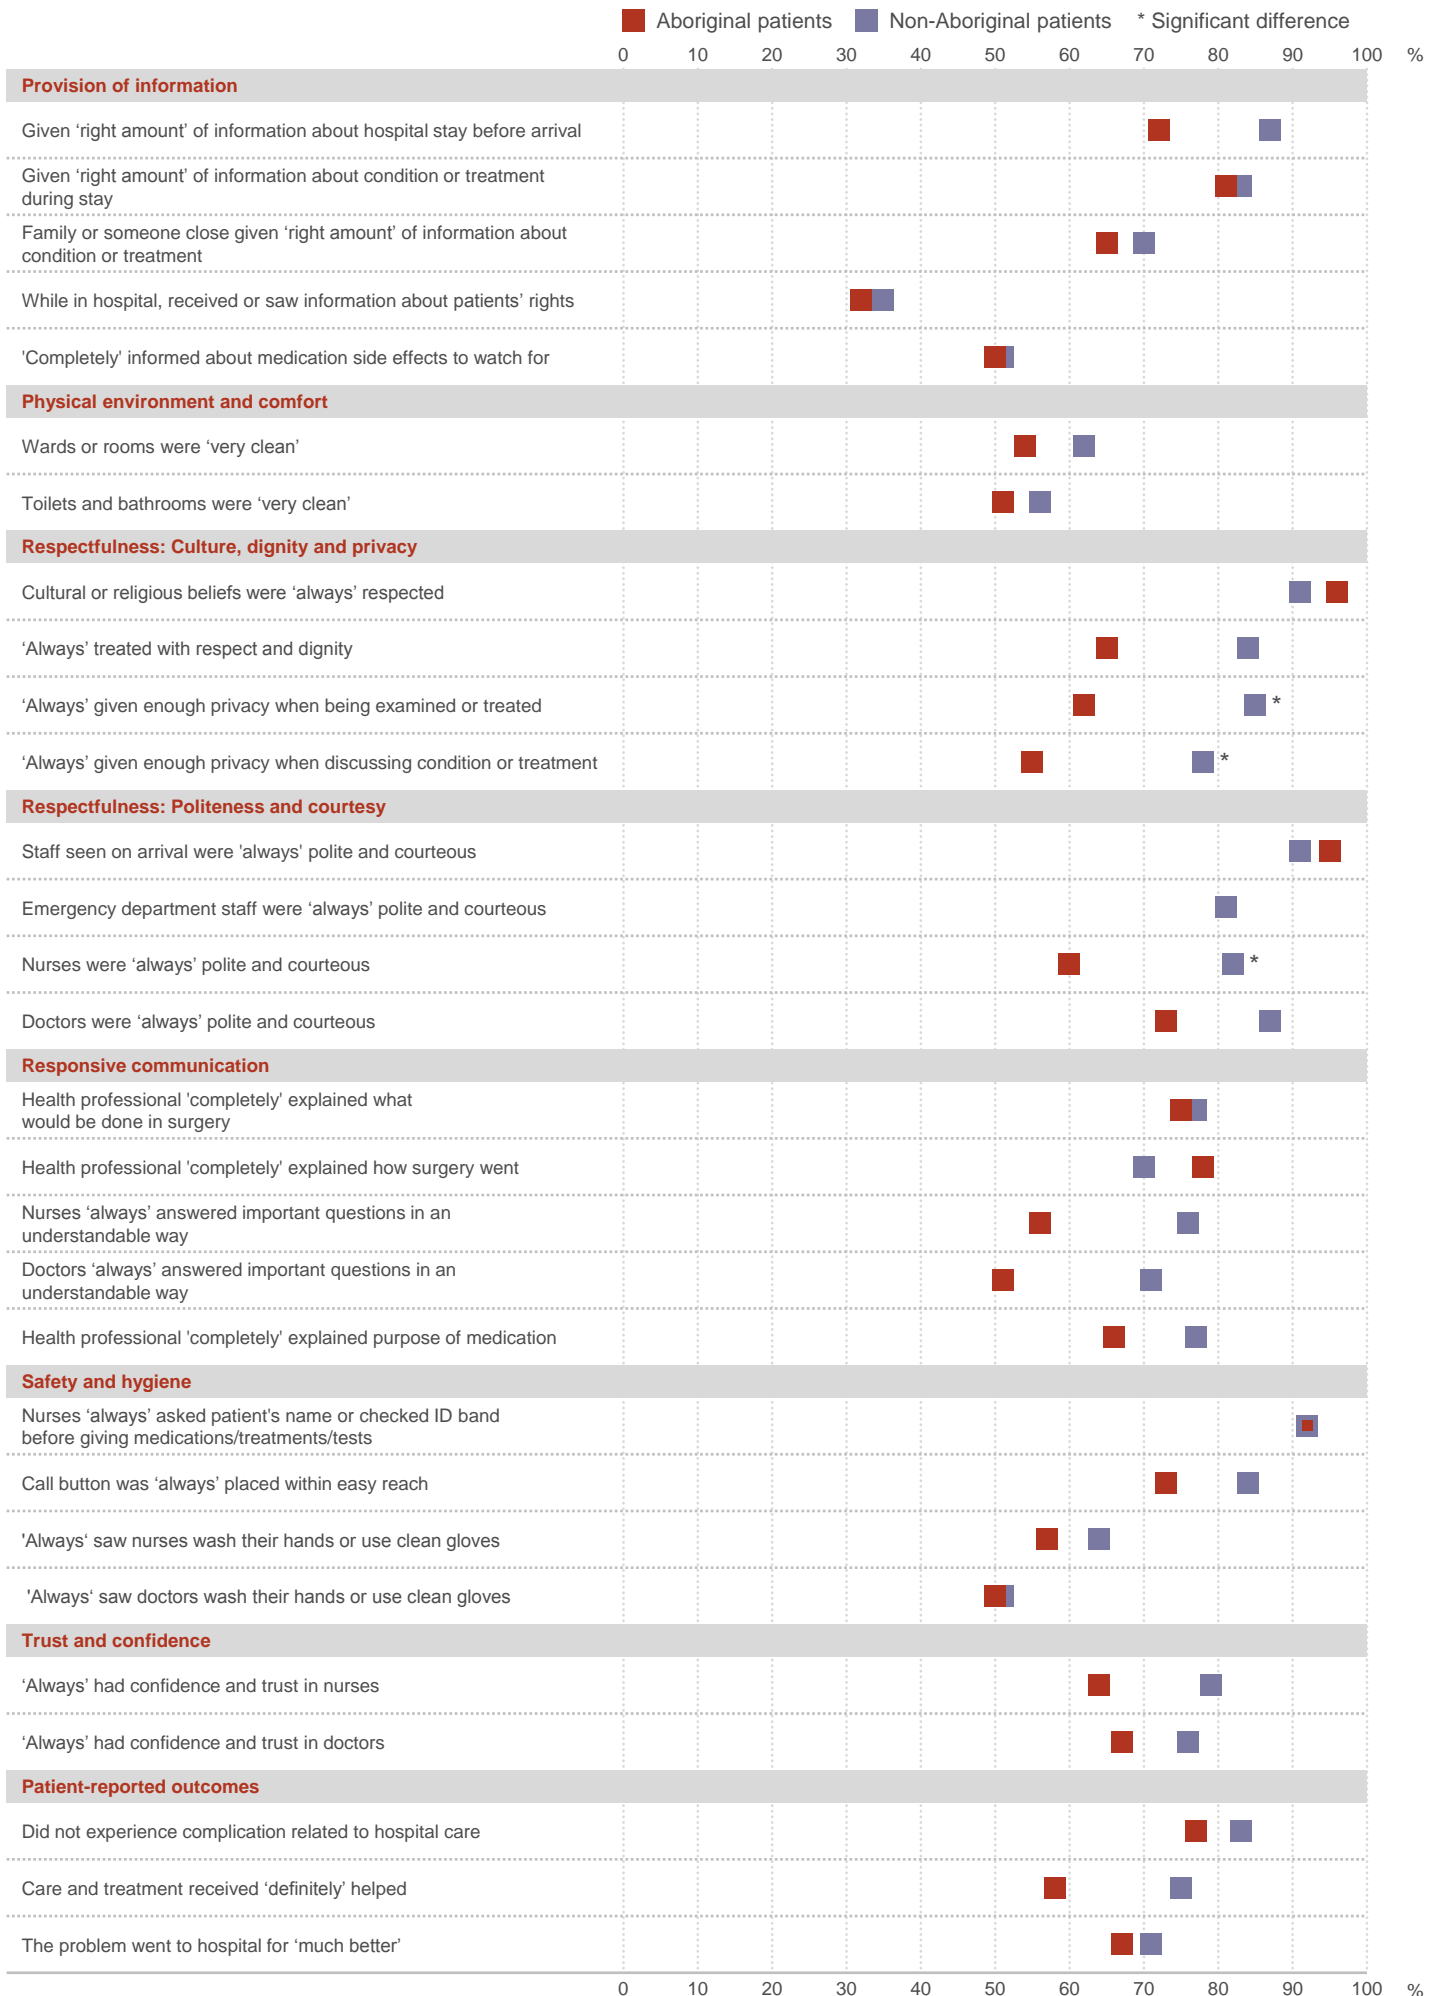 Aboriginal patients Non-Aboriginal patients * Significant difference
0 10 20 30 40 50 60 70 80 90 100 %
Provision of information
Given ‘right amount’ of information about hospital stay before arrival
Given ‘right amount’ of information about condition or treatment
during stay
Family or someone close given ‘right amount’ of information about
condition or treatment
While in hospital, received or saw information about patients’ rights
'Completely' informed about medication side effects to watch for
Physical environment and comfort
Wards or rooms were ‘very clean’
Toilets and bathrooms were ‘very clean’
Respectfulness: Culture, dignity and privacy
Cultural or religious beliefs were ‘always’ respected
‘Always’ treated with respect and dignity
‘Always’ given enough privacy when being examined or treated *
‘Always’ given enough privacy when discussing condition or treatment *
Respectfulness: Politeness and courtesy
Staff seen on arrival were 'always' polite and courteous
Emergency department staff were ‘always’ polite and courteous
Nurses were ‘always’ polite and courteous *
Doctors were ‘always’ polite and courteous
Responsive communication
Health professional 'completely' explained what
would be done in surgery
Health professional 'completely' explained how surgery went
Nurses ‘always’ answered important questions in an
understandable way
Doctors ‘always’ answered important questions in an
understandable way
Health professional 'completely' explained purpose of medication
Safety and hygiene
Nurses ‘always’ asked patient's name or checked ID band
before giving medications/treatments/tests
Call button was ‘always’ placed within easy reach
'Always‘ saw nurses wash their hands or use clean gloves
'Always‘ saw doctors wash their hands or use clean gloves
Trust and confidence
‘Always’ had confidence and trust in nurses
‘Always’ had confidence and trust in doctors
Patient-reported outcomes
Did not experience complication related to hospital care
Care and treatment received ‘definitely’ helped
The problem went to hospital for ‘much better’
0 10 20 30 40 50 60 70 80 90 100 %